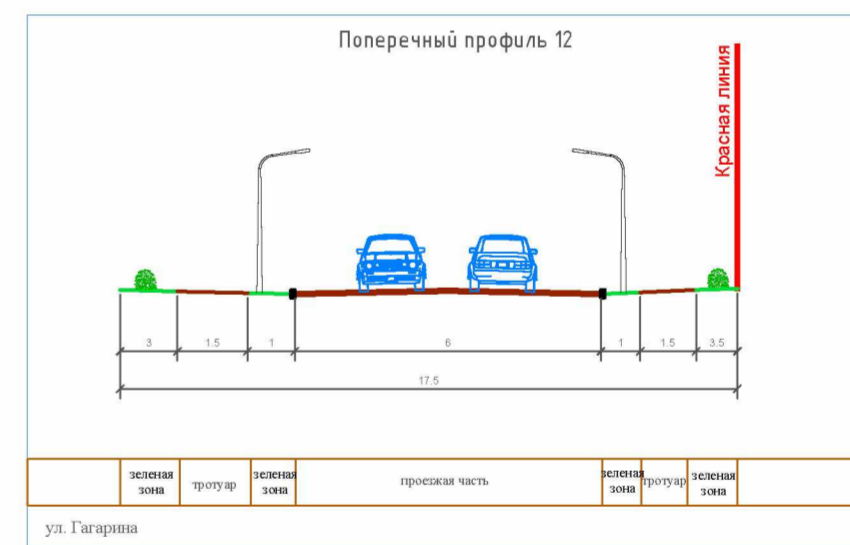 Поперечный профиль 12
Красная линия
3 1.5 1 6 1 1.5 3.5
17.5
зеленая зона тротуар зеленая зона проезжая часть зеленая зона тротуар зеленая зона
ул. Гагарина